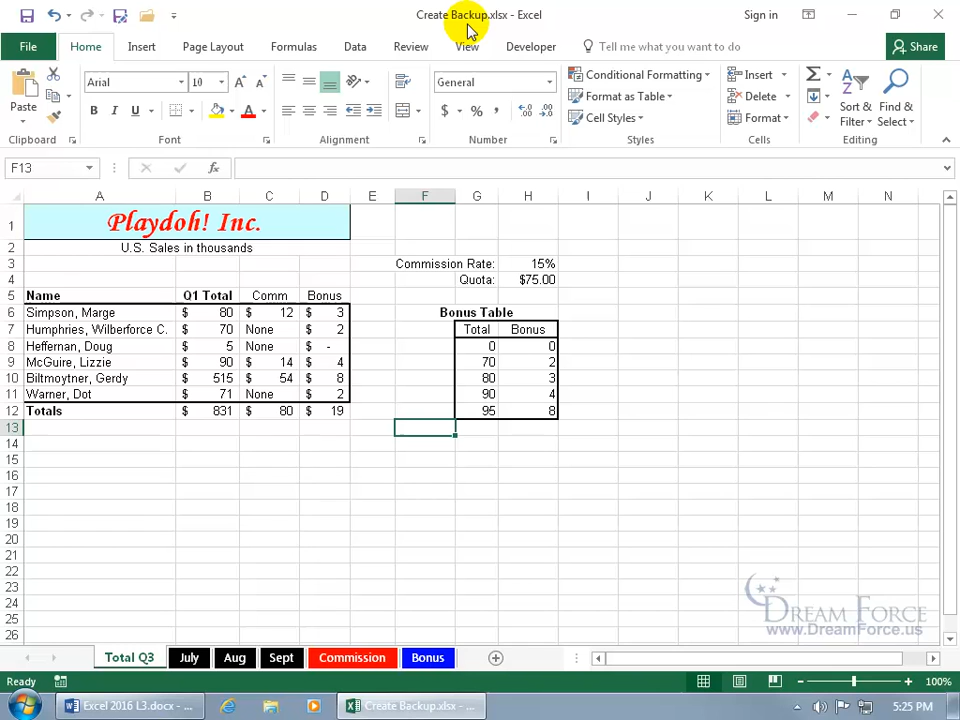 Create Backup.xlsx - Excel
Sign in
File Home Insert Page Layout Formulas Data Review View Developer Tell me what you want to do Share
Paste
Arial 10
B I U A
General
$ % ,
Conditional Formatting
Format as Table
Cell Styles
Insert
Delete
Format
Sort & Filter
Find & Select
Clipboard Font Alignment Number Styles Cells Editing
F13 fx
A B C D E F G H I J K L M N
1 Playdoh! Inc.
2 U.S. Sales in thousands
3 Commission Rate: 15%
4 Quota: $75.00
5 Name Q1 Total Comm Bonus
6 Simpson, Marge $ 80 $ 12 $ 3 Bonus Table
7 Humphries, Wilberforce C. $ 70 None $ 2 Total Bonus
8 Heffernan, Doug $ 5 None $ - 0 0
9 McGuire, Lizzie $ 90 $ 14 $ 4 70 2
10 Biltmoytner, Gerdy $ 515 $ 54 $ 8 80 3
11 Warner, Dot $ 71 None $ 2 90 4
12 Totals $ 831 $ 80 $ 19 95 8
13
14
15
16
17
18
19
20
21
22
23
24
25
26
Dream Force
www.DreamForce.us
Total Q3 July Aug Sept Commission Bonus
Ready 100%
Excel 2016 L3.docx - ... Create Backup.xlsx - ... 5:25 PM